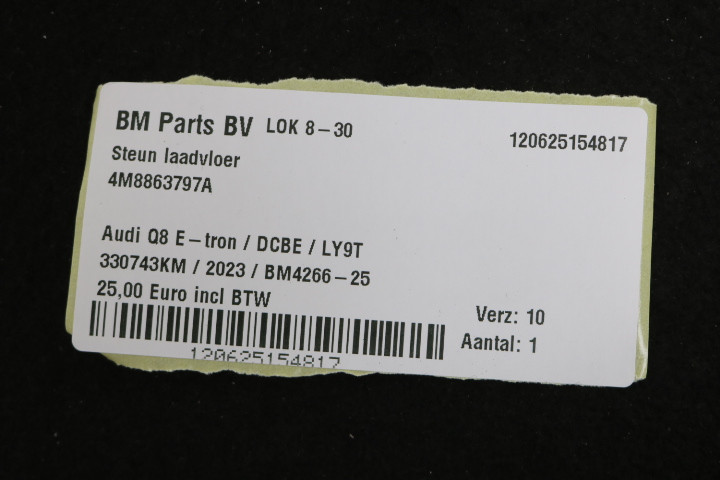 BM Parts BV LOK 8-30
120625154817
Steun laadvloer
4M8863797A
Audi Q8 E-tron / DCBE / LY9T
330743KM / 2023 / BM4266-25
25,00 Euro incl BTW
Verz: 10
Aantal: 1
120625154817